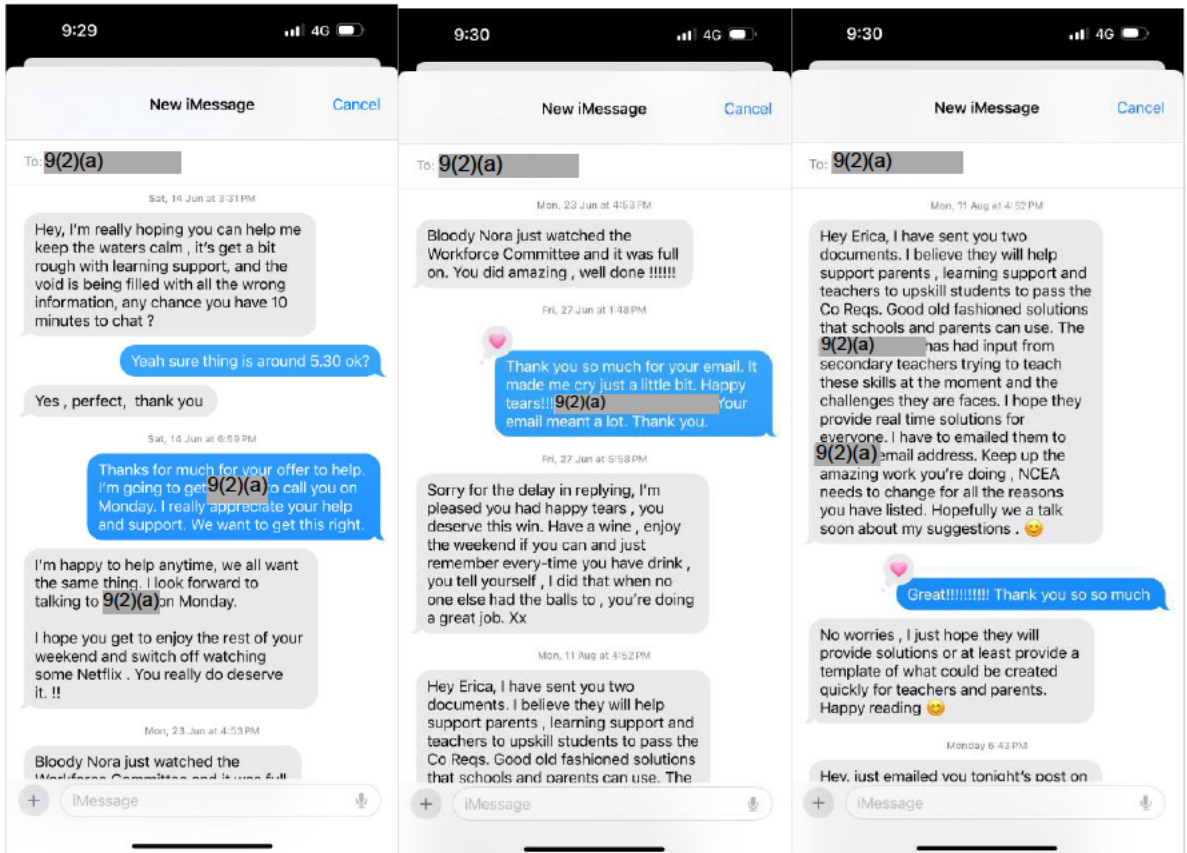 9:29
4G
New iMessage
Cancel
To: 9(2)(a)
Sat, 14 Jun at 3:31 PM
Hey, I'm really hoping you can help me
keep the waters calm , it's get a bit
rough with learning support, and the
void is being filled with all the wrong
information, any chance you have 10
minutes to chat ?
Yeah sure thing is around 5.30 ok?
Yes , perfect, thank you
Sat, 14 Jun at 6:59 PM
Thanks for much for your offer to help.
I'm going to get 9(2)(a) to call you on
Monday. I really appreciate your help
and support. We want to get this right.
I'm happy to help anytime, we all want
the same thing. I look forward to
talking to 9(2)(a) on Monday.
I hope you get to enjoy the rest of your
weekend and switch off watching
some Netflix . You really do deserve
it. !!
Mon, 23 Jun at 4:53 PM
Bloody Nora just watched the
Workforce Committee and it was full
iMessage
9:30
4G
New iMessage
Cancel
To: 9(2)(a)
Mon, 23 Jun at 4:53 PM
Bloody Nora just watched the
Workforce Committee and it was full
on. You did amazing , well done !!!!!!
Fri, 27 Jun at 1:48 PM
Thank you so much for your email. It
made me cry just a little bit. Happy
tears!!! 9(2)(a) Your
email meant a lot. Thank you.
Fri, 27 Jun at 5:58 PM
Sorry for the delay in replying, I'm
pleased you had happy tears , you
deserve this win. Have a wine , enjoy
the weekend if you can and just
remember every-time you have drink ,
you tell yourself , I did that when no
one else had the balls to , you're doing
a great job. Xx
Mon, 11 Aug at 4:52 PM
Hey Erica, I have sent you two
documents. I believe they will help
support parents , learning support and
teachers to upskill students to pass the
Co Reqs. Good old fashioned solutions
that schools and parents can use. The
iMessage
9:30
4G
New iMessage
Cancel
To: 9(2)(a)
Mon, 11 Aug at 4:52 PM
Hey Erica, I have sent you two
documents. I believe they will help
support parents , learning support and
teachers to upskill students to pass the
Co Reqs. Good old fashioned solutions
that schools and parents can use. The
9(2)(a) has had input from
secondary teachers trying to teach
these skills at the moment and the
challenges they are faces. I hope they
provide real time solutions for
everyone. I have to emailed them to
9(2)(a) email address. Keep up the
amazing work you're doing , NCEA
needs to change for all the reasons
you have listed. Hopefully we a talk
soon about my suggestions . 😊
Great!!!!!!!!!! Thank you so so much
No worries , I just hope they will
provide solutions or at least provide a
template of what could be created
quickly for teachers and parents.
Happy reading 😄
Monday 6:43 PM
Hey, just emailed you tonight's post on
iMessage